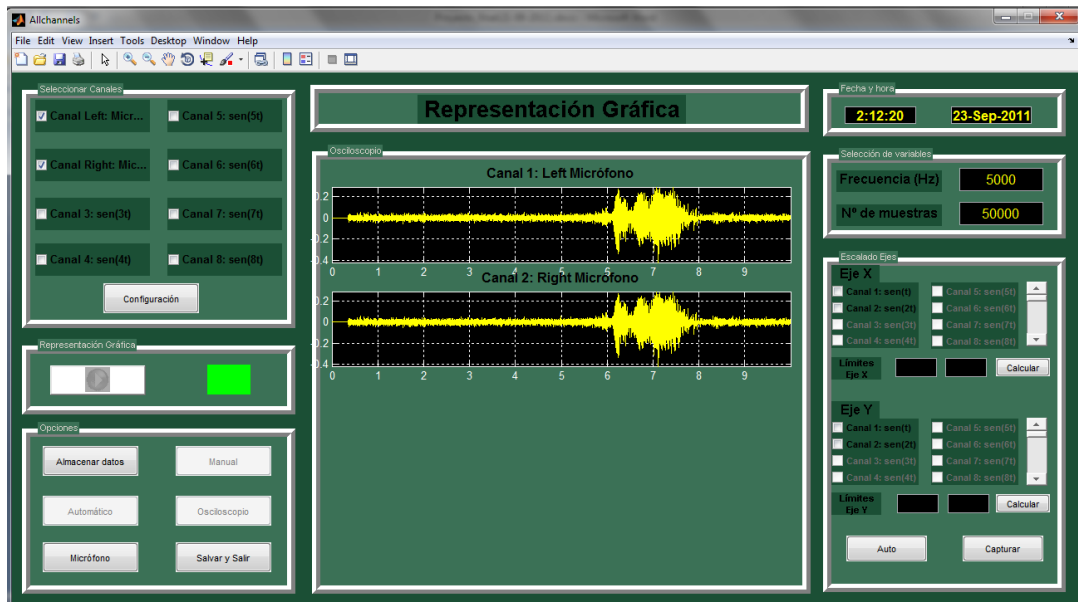 Allchannels
File Edit View Insert Tools Desktop Window Help
Seleccionar Canales
Canal Left: Micr...
Canal 5: sen(5t)
Canal Right: Mic...
Canal 6: sen(6t)
Canal 3: sen(3t)
Canal 7: sen(7t)
Canal 4: sen(4t)
Canal 8: sen(8t)
Configuración
Representación Gráfica
Opciones
Almacenar datos
Manual
Automático
Osciloscopio
Micrófono
Salvar y Salir
Representación Gráfica
Osciloscopio
Canal 1: Left Micrófono
0.2
0
-0.2
-0.4
0 1 2 3 4 5 6 7 8 9
Canal 2: Right Micrófono
0.2
0
-0.2
-0.4
0 1 2 3 4 5 6 7 8 9
Fecha y hora
2:12:20
23-Sep-2011
Selección de variables
Frecuencia (Hz)
5000
Nº de muestras
50000
Escalado Ejes
Eje X
Canal 1: sen(t)
Canal 5: sen(5t)
Canal 2: sen(2t)
Canal 6: sen(6t)
Canal 3: sen(3t)
Canal 7: sen(7t)
Canal 4: sen(4t)
Canal 8: sen(8t)
Límites
Eje X
Calcular
Eje Y
Canal 1: sen(t)
Canal 5: sen(5t)
Canal 2: sen(2t)
Canal 6: sen(6t)
Canal 3: sen(3t)
Canal 7: sen(7t)
Canal 4: sen(4t)
Canal 8: sen(8t)
Límites
Eje Y
Calcular
Auto
Capturar